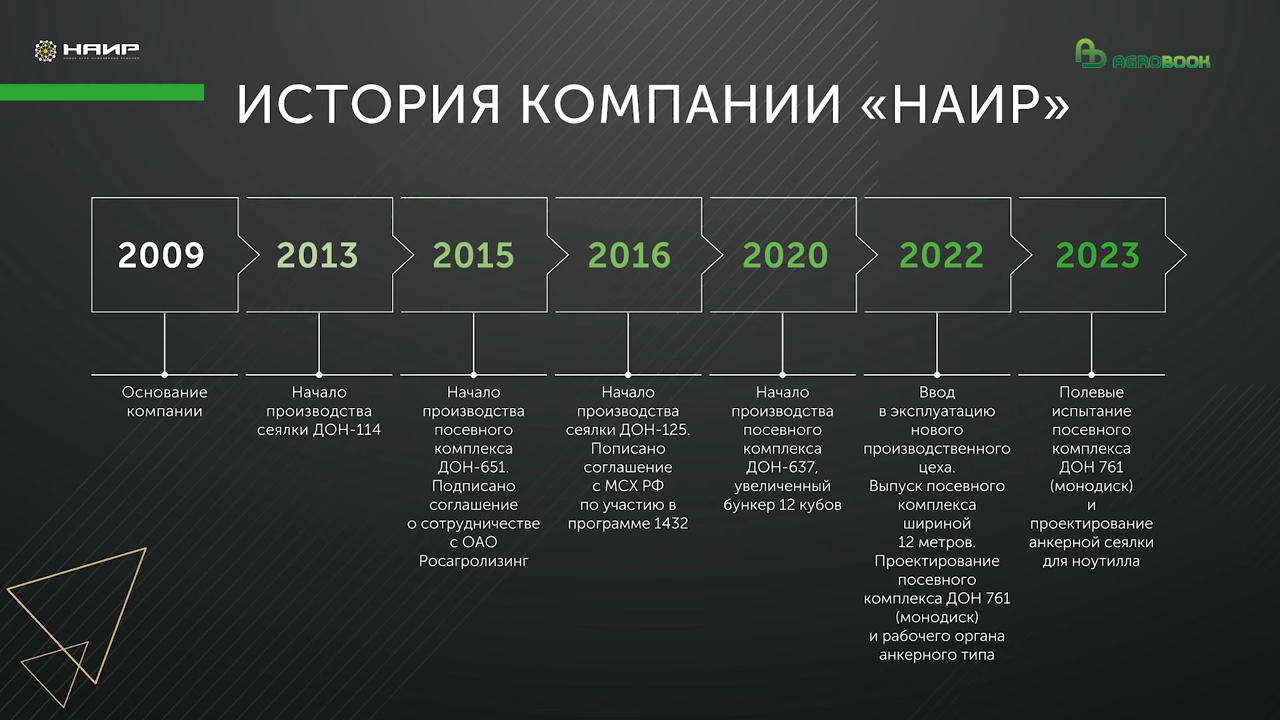 НАИР
AGROBOOK
ИСТОРИЯ КОМПАНИИ «НАИР»
2009
2013
2015
2016
2020
2022
2023
Основание
компании
Начало
производства
сеялки ДОН-114
Начало
производства
посевного
комплекса
ДОН-651.
Подписано
соглашение
о сотрудничестве
с ОАО
Росагролизинг
Начало
производства
сеялки ДОН-125.
Пописано
соглашение
с МСХ РФ
по участию в
программе 1432
Начало
производства
посевного
комплекса
ДОН-637,
увеличенный
бункер 12 кубов
Ввод
в эксплуатацию
нового
производственного
цеха.
Выпуск посевного
комплекса
шириной
12 метров.
Проектирование
посевного
комплекса ДОН 761
(монодиск)
и рабочего органа
анкерного типа
Полевые
испытание
посевного
комплекса
ДОН 761
(монодиск)
и
проектирование
анкерной сеялки
для ноутилла